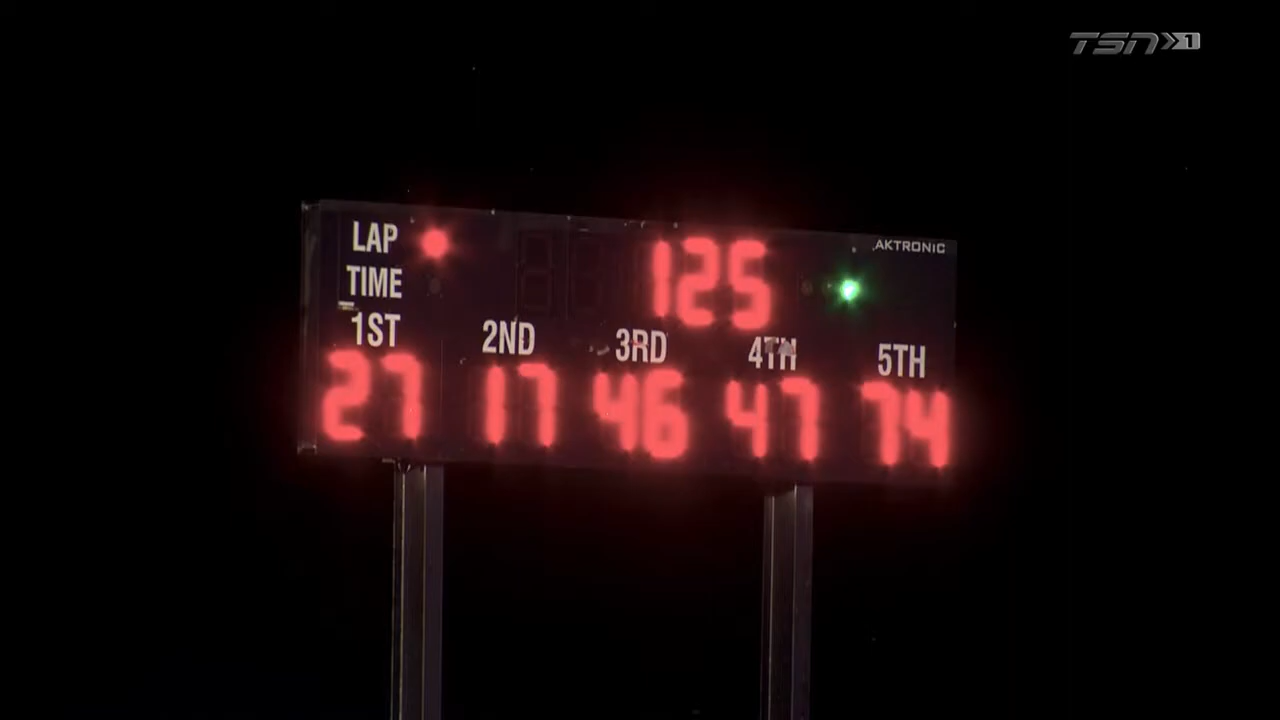 TSN 1
LAP
125
AKTRONIC
TIME
1ST 2ND 3RD 4TH 5TH
27 17 46 47 74